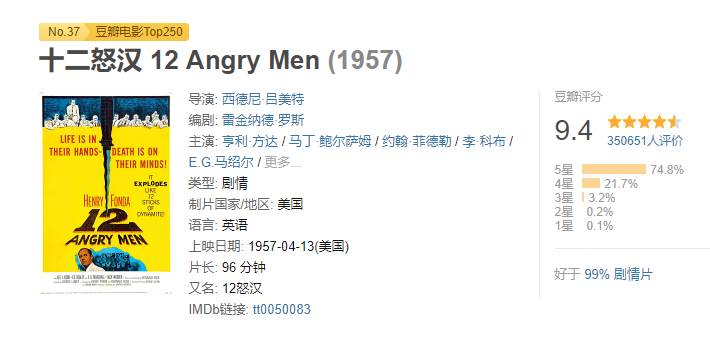 No.37 豆瓣电影Top250
十二怒汉 12 Angry Men (1957)
LIFE IS IN
THEIR HANDS-
DEATH IS ON
THEIR MINDS!
IT
EXPLODES
LIKE
12
STICKS
OF
DYNAMITE!
HENRY FONDA
12
ANGRY MEN
导演: 西德尼·吕美特
编剧: 雷金纳德·罗斯
主演: 亨利·方达 / 马丁·鲍尔萨姆 / 约翰·菲德勒 / 李·科布 /
E.G.马绍尔 / 更多...
类型: 剧情
制片国家/地区: 美国
语言: 英语
上映日期: 1957-04-13(美国)
片长: 96 分钟
又名: 12怒汉
IMDb链接: tt0050083
豆瓣评分
9.4
350651人评价
5星 74.8%
4星 21.7%
3星 3.2%
2星 0.2%
1星 0.1%
好于 99% 剧情片